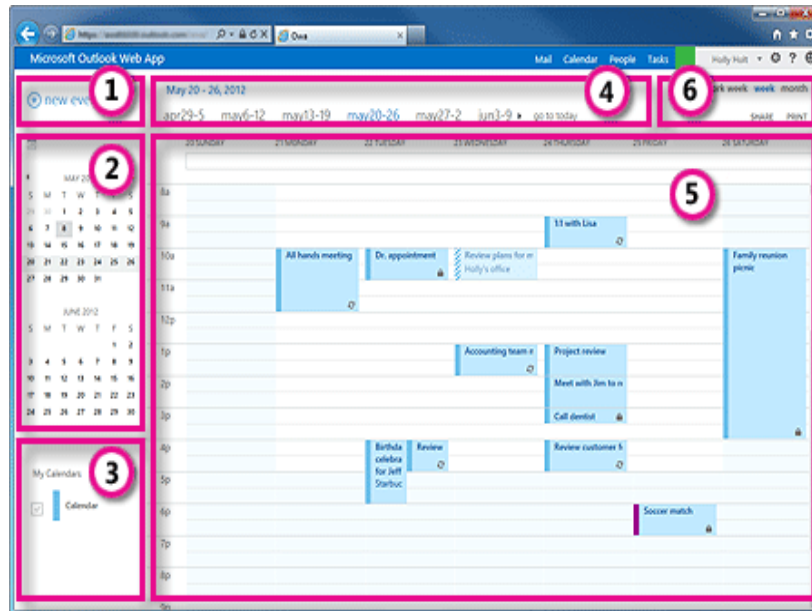 https
outlook.com
Owa
Microsoft Outlook Web App
Mail Calendar People Tasks
1
new eve
May 20 - 26, 2012
4
6
rk week week month
apr29-5 may6-12 may13-19 may20-26 may27-2 jun3-9 go to today
SHARE PRINT
2
20 SUNDAY 21 MONDAY 22 TUESDAY 23 WEDNESDAY 24 THURSDAY 25 FRIDAY 26 SATURDAY
5
MAY 20
S M T W T F S
29 30 1 2 3 4 5
6 7 8 9 10 11 12
13 14 15 16 17 18 19
20 21 22 23 24 25 26
27 28 29 30 31
JUNE 2012
S M T W T F S
1 2
3 4 5 6 7 8 9
10 11 12 13 14 15 16
17 18 19 20 21 22 23
24 25 26 27 28 29 30
3
My Calendars
Calendar
8a
9a
1:1 with Lisa
10a
All hands meeting
Dr. appointment
Review plans for m
Holly's office
Family reunion
picnic
11a
12p
1p
Accounting team
Project review
2p
Meet with Jim to
3p
Call dentist
4p
Birthda
celebra
for Jeff
Starbuc
Review
Review customer
5p
6p
Soccer match
7p
8p
9p